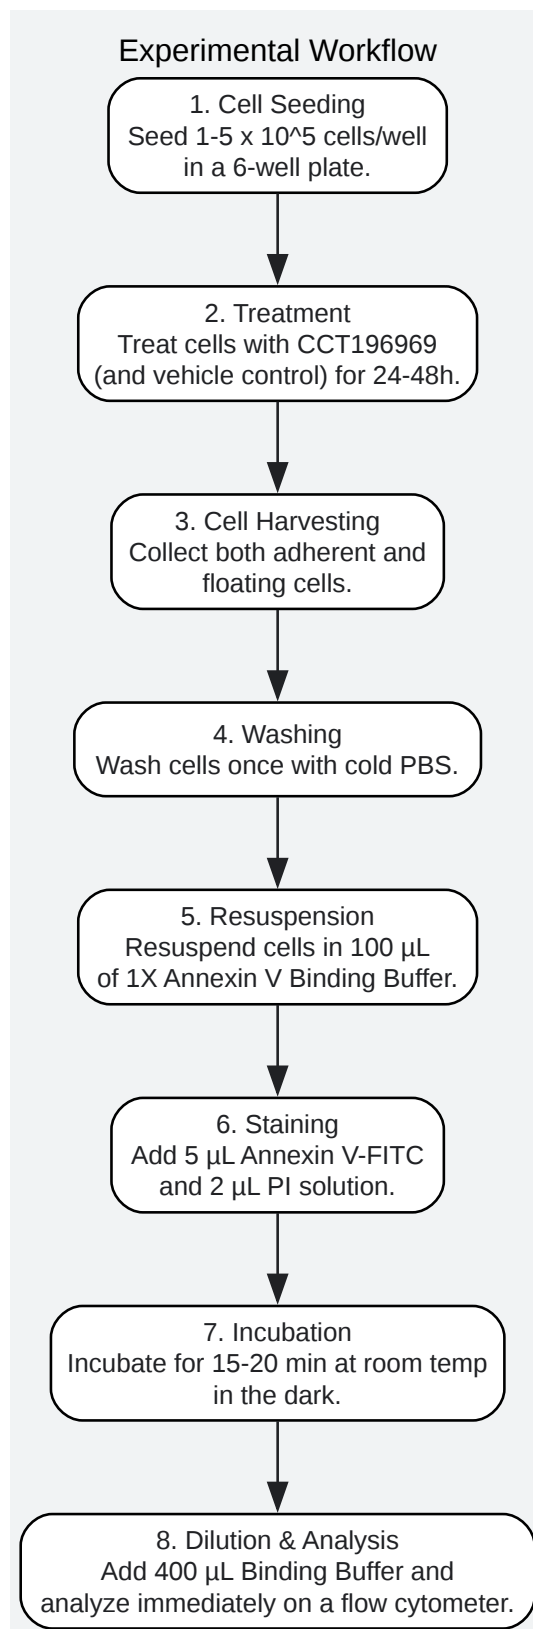 Experimental Workflow
1. Cell Seeding
Seed 1-5 x 10^5 cells/well
in a 6-well plate.
2. Treatment
Treat cells with CCT196969
(and vehicle control) for 24-48h.
3. Cell Harvesting
Collect both adherent and
floating cells.
4. Washing
Wash cells once with cold PBS.
5. Resuspension
Resuspend cells in 100 µL
of 1X Annexin V Binding Buffer.
6. Staining
Add 5 µL Annexin V-FITC
and 2 µL PI solution.
7. Incubation
Incubate for 15-20 min at room temp
in the dark.
8. Dilution & Analysis
Add 400 µL Binding Buffer and
analyze immediately on a flow cytometer.